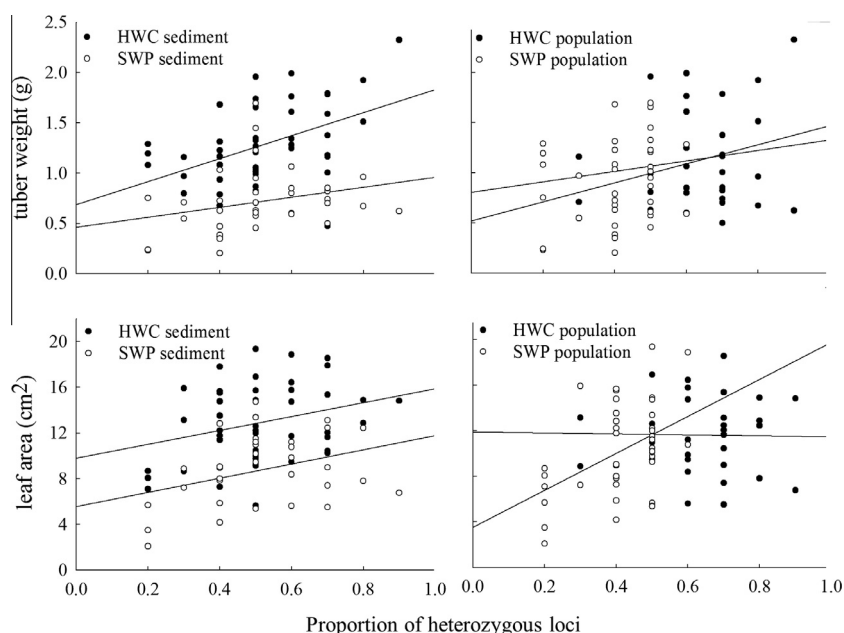 HWC sediment
SWP sediment
HWC population
SWP population
tuber weight (g)
2.5
2.0
1.5
1.0
0.5
0.0
HWC sediment
SWP sediment
HWC population
SWP population
leaf area (cm2)
20
16
12
8
4
0
0.0 0.2 0.4 0.6 0.8 1.0
0.0 0.2 0.4 0.6 0.8 1.0
Proportion of heterozygous loci